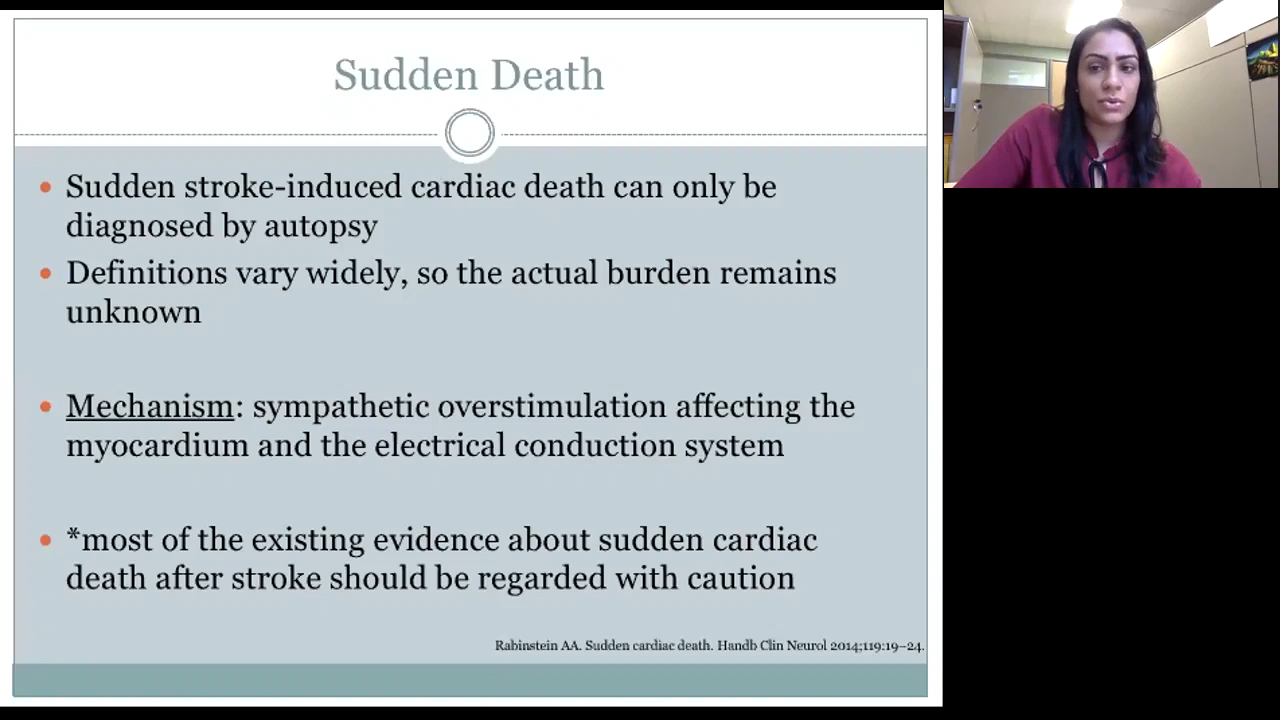 Sudden Death
Sudden stroke-induced cardiac death can only be
diagnosed by autopsy
Definitions vary widely, so the actual burden remains
unknown
Mechanism: sympathetic overstimulation affecting the
myocardium and the electrical conduction system
*most of the existing evidence about sudden cardiac
death after stroke should be regarded with caution
Rabinstein AA. Sudden cardiac death. Handb Clin Neurol 2014;119:19–24.